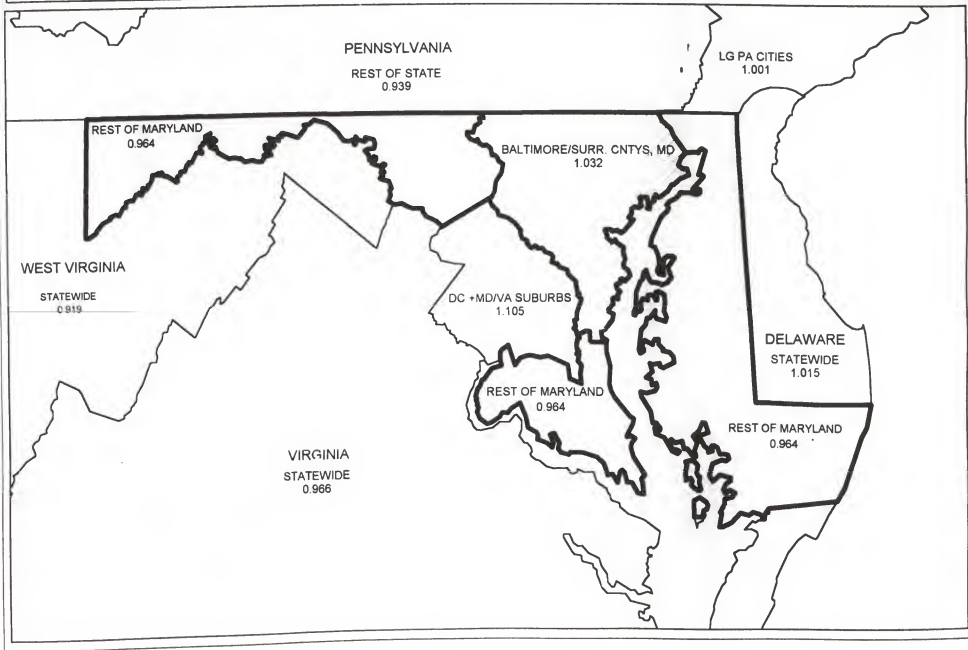 PENNSYLVANIA
REST OF STATE
0.939
LG PA CITIES
1.001
REST OF MARYLAND
0.964
BALTIMORE/SURR. CNTYS, MD
1.032
WEST VIRGINIA
STATEWIDE
0.919
DC +MD/VA SUBURBS
1.105
DELAWARE
STATEWIDE
1.015
REST OF MARYLAND
0.964
REST OF MARYLAND
0.964
VIRGINIA
STATEWIDE
0.966